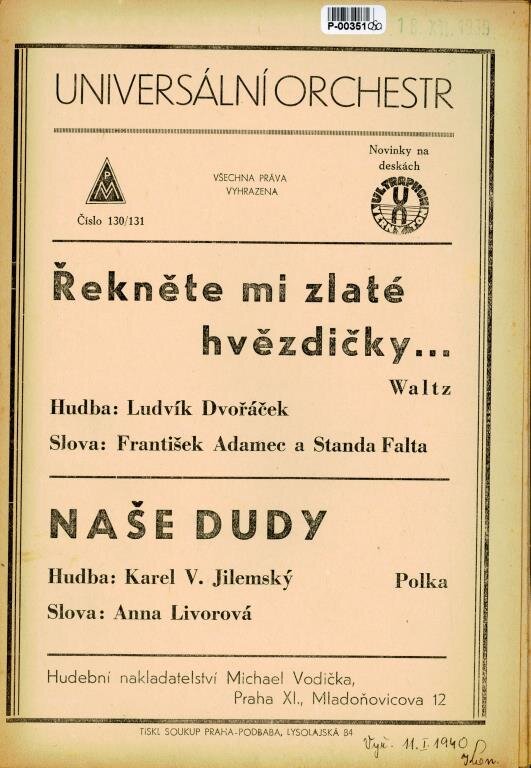 P-00351
18. XII. 1939
UNIVERSÁLNÍ ORCHESTR
PM
Číslo 130/131
VŠECHNA PRÁVA
VYHRAZENA
Novinky na
deskách
ULTRAPHON
Řekněte mi zlaté
hvězdičky...
Waltz
Hudba: Ludvík Dvořáček
Slova: František Adamec a Standa Falta
NAŠE DUDY
Hudba: Karel V. Jilemský
Polka
Slova: Anna Livorová
Hudební nakladatelství Michael Vodička,
Praha XI., Mladoňovicova 12
TISKL SOUKUP PRAHA-PODBABA, LYSOLAJSKÁ 84
Vyř. 11.I.1940